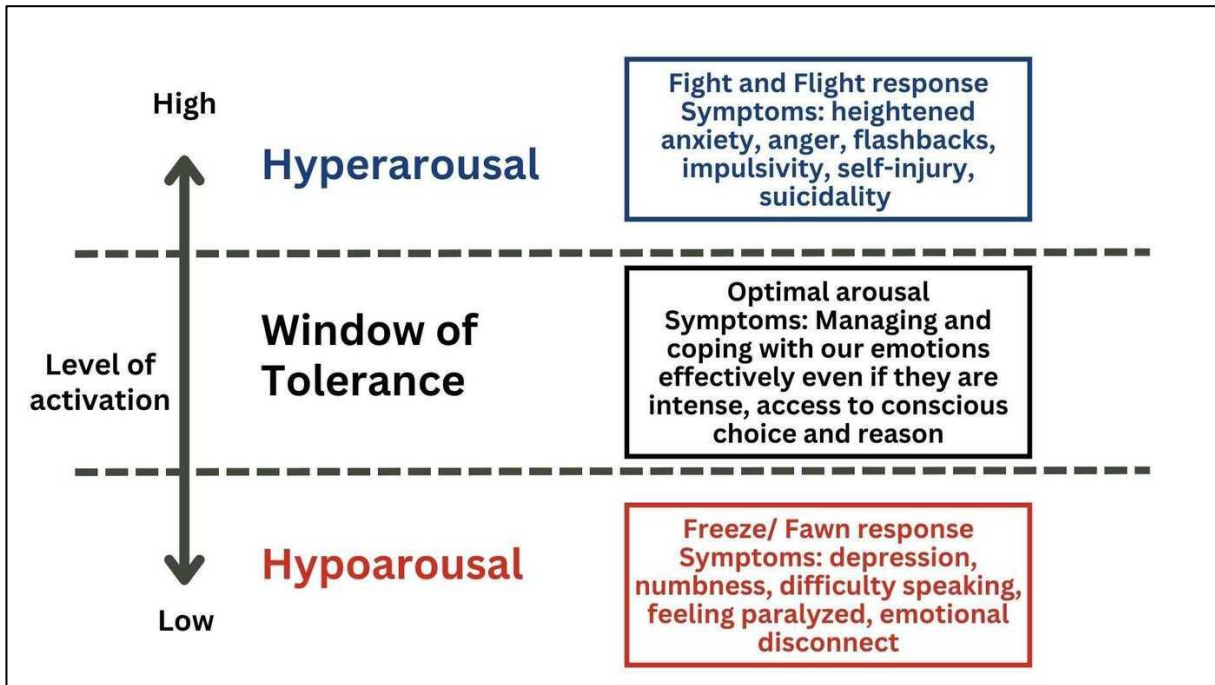 High
Hyperarousal
Fight and Flight response
Symptoms: heightened
anxiety, anger, flashbacks,
impulsivity, self-injury,
suicidality
Level of
activation
Window of
Tolerance
Optimal arousal
Symptoms: Managing and
coping with our emotions
effectively even if they are
intense, access to conscious
choice and reason
Low
Hypoarousal
Freeze/ Fawn response
Symptoms: depression,
numbness, difficulty speaking,
feeling paralyzed, emotional
disconnect